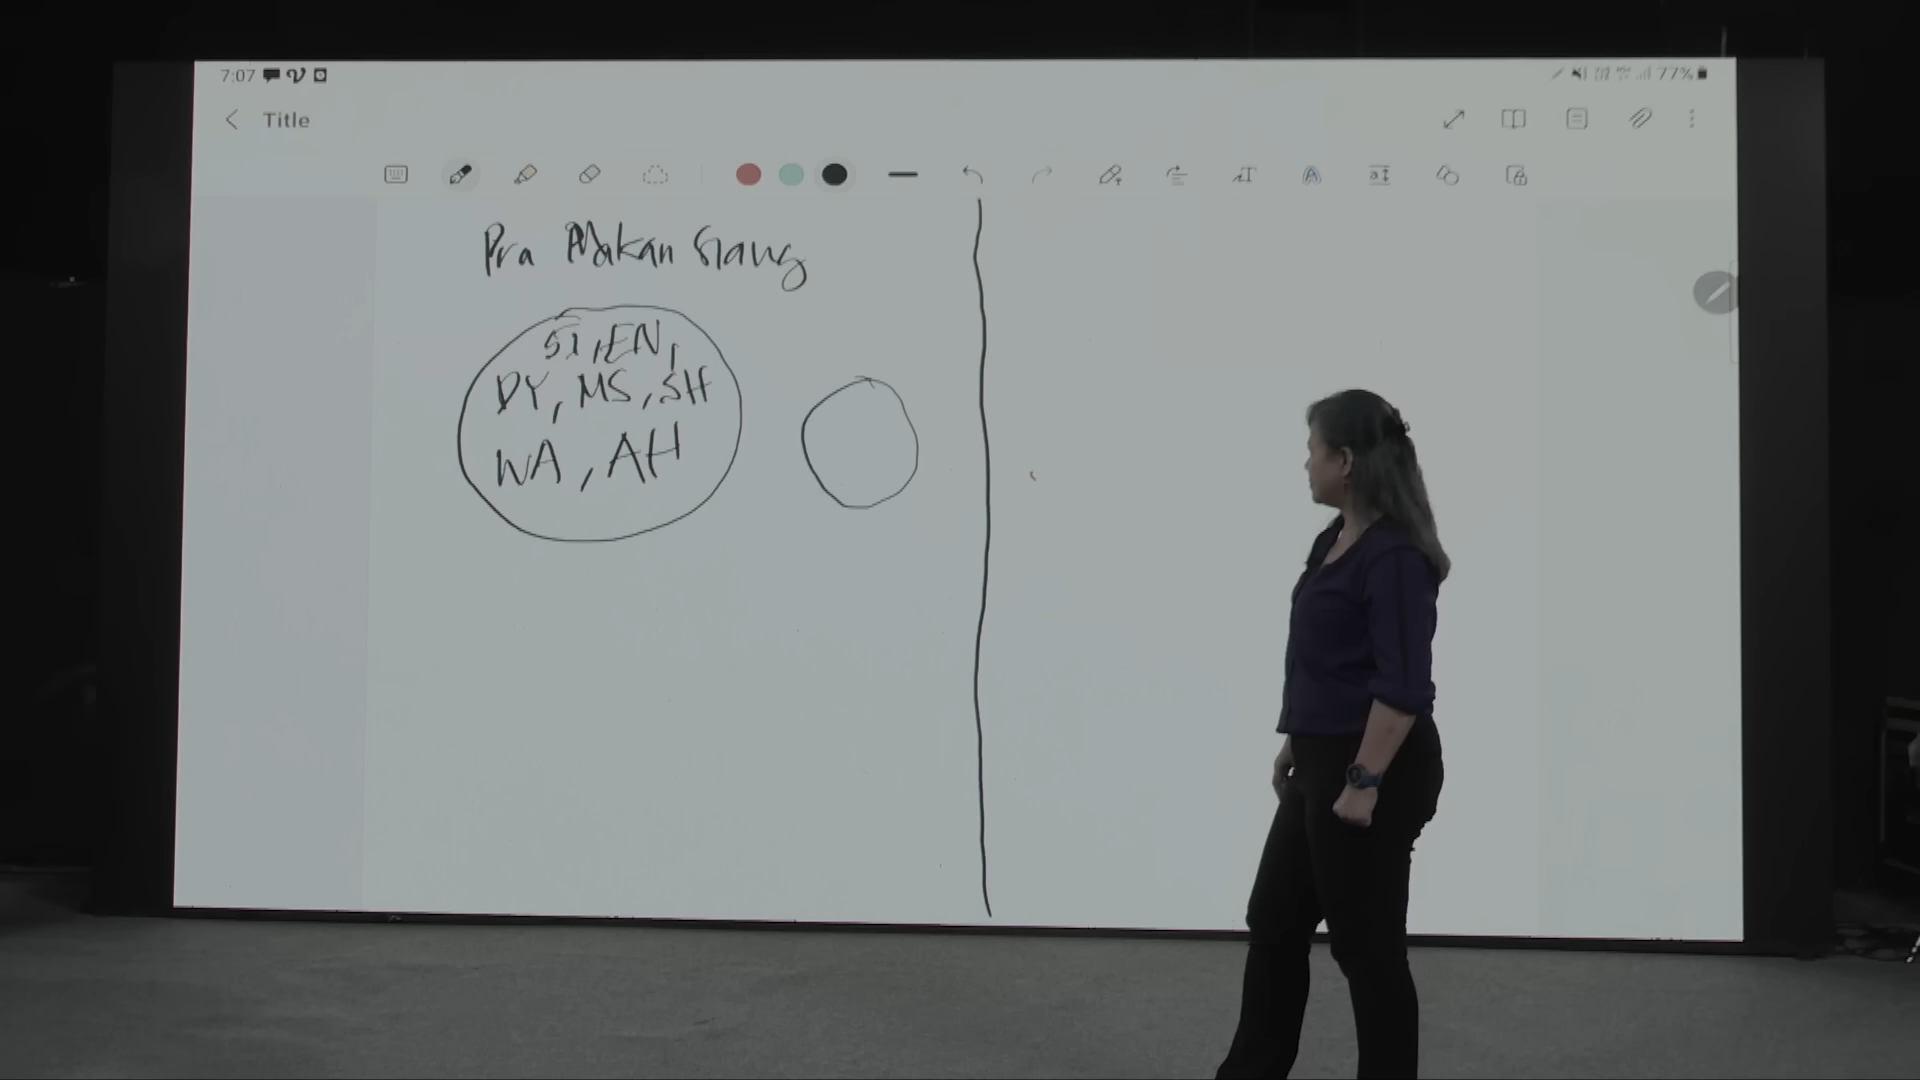 7:07
77%
Title
Pra Makan Siang
SI, EN,
DY, MS, SH
WA, AH